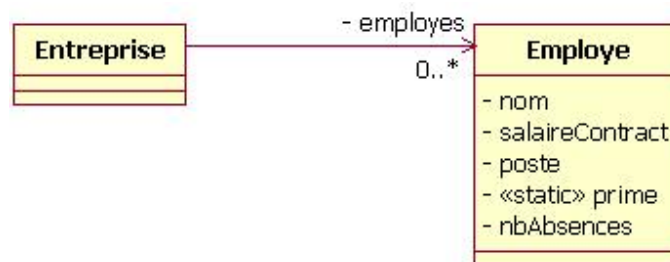 Entreprise
- employes
0..*
Employe
- nom
- salaireContract
- poste
- «static» prime
- nbAbsences